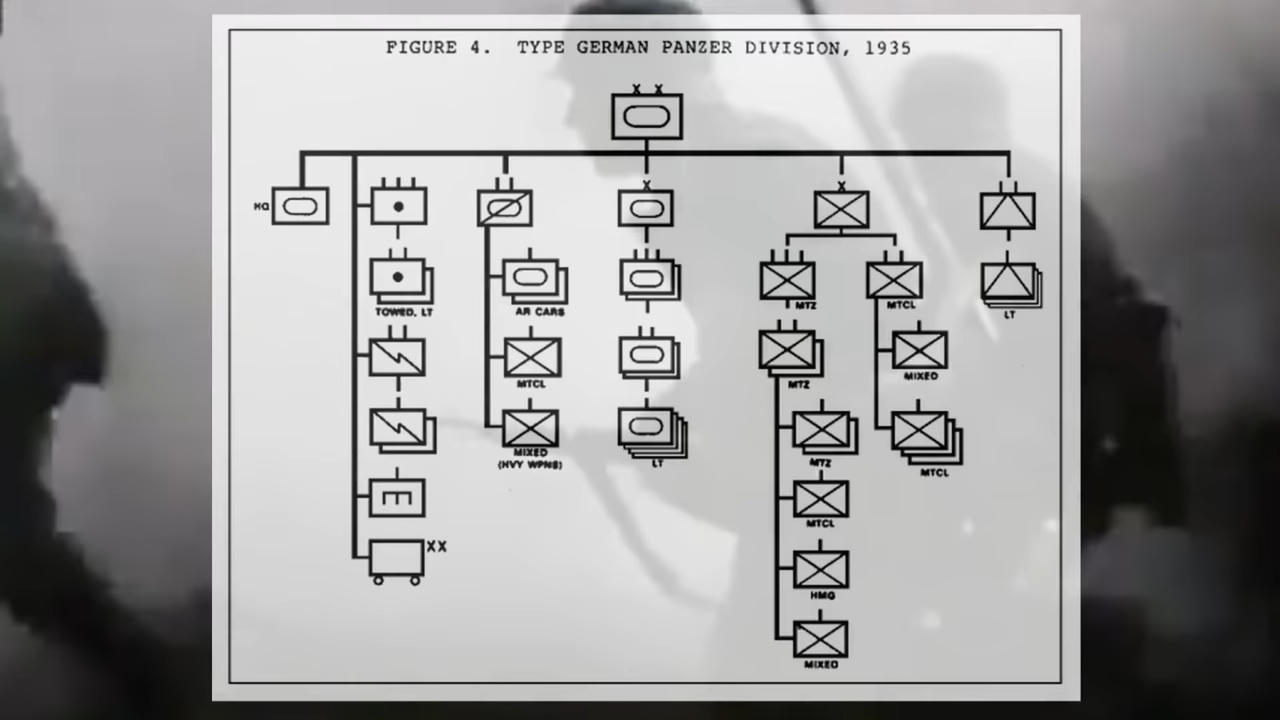 FIGURE 4. TYPE GERMAN PANZER DIVISION, 1935
X X
HQ
X
X
TOWED, LT
AR CARS
MTZ
MTCL
LT
MTCL
MTZ
MIXED
MIXED
(HVY WPNS)
LT
MTZ
MTCL
MTCL
XX
HMG
MIXED